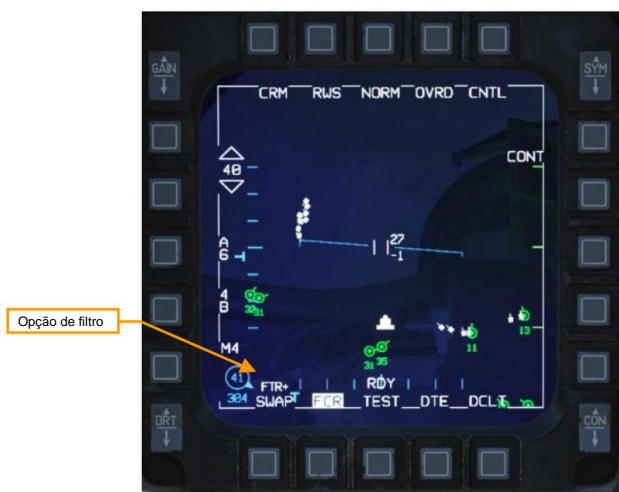 GAIN
SYM
CRM RWS NORM OVRD CNTL
CONT
40
27
-1
A
6
4
B
32 31
13
11
31 35
Opção de filtro
M4
41
FTR+
RDY
304
SWAP FCR TEST DTE DCLT
BRT
CON